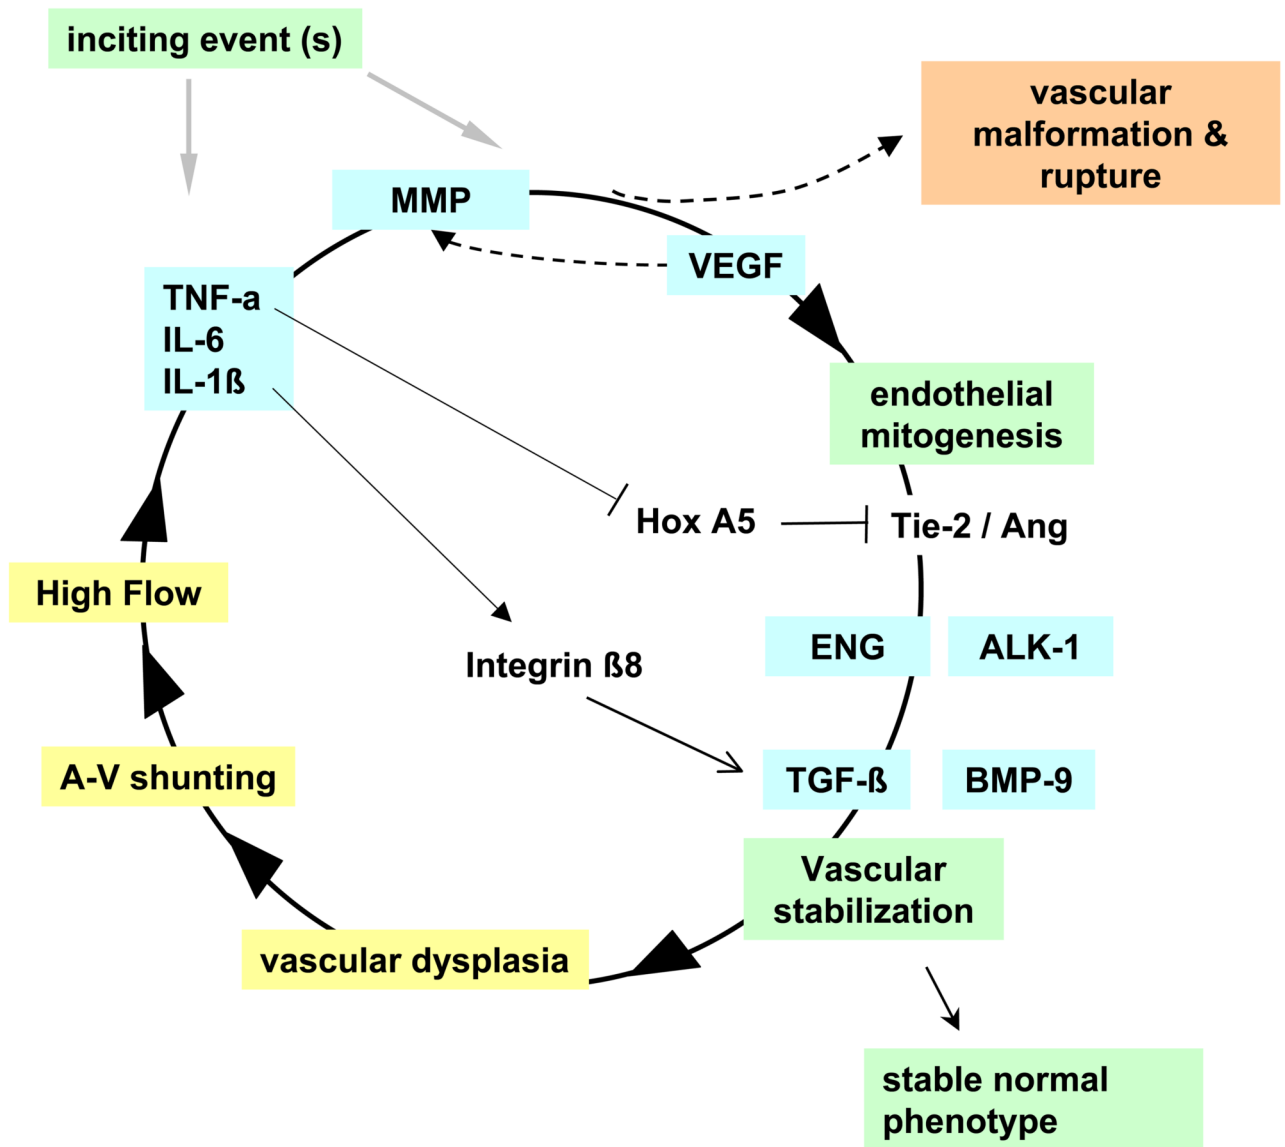 inciting event (s)
vascular
malformation &
rupture
MMP
VEGF
TNF-a
IL-6
IL-1ß
endothelial
mitogenesis
Hox A5
Tie-2 / Ang
High Flow
ENG
ALK-1
Integrin ß8
A-V shunting
TGF-ß
BMP-9
Vascular
stabilization
vascular dysplasia
stable normal
phenotype